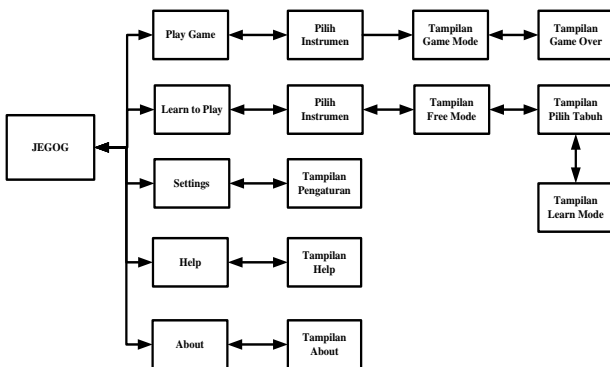 Play Game
Pilih
Instrumen
Tampilan
Game Mode
Tampilan
Game Over
Learn to Play
Pilih
Instrumen
Tampilan
Free Mode
Tampilan
Pilih Tabuh
JEGOG
Settings
Tampilan
Pengaturan
Tampilan
Learn Mode
Help
Tampilan
Help
About
Tampilan
About